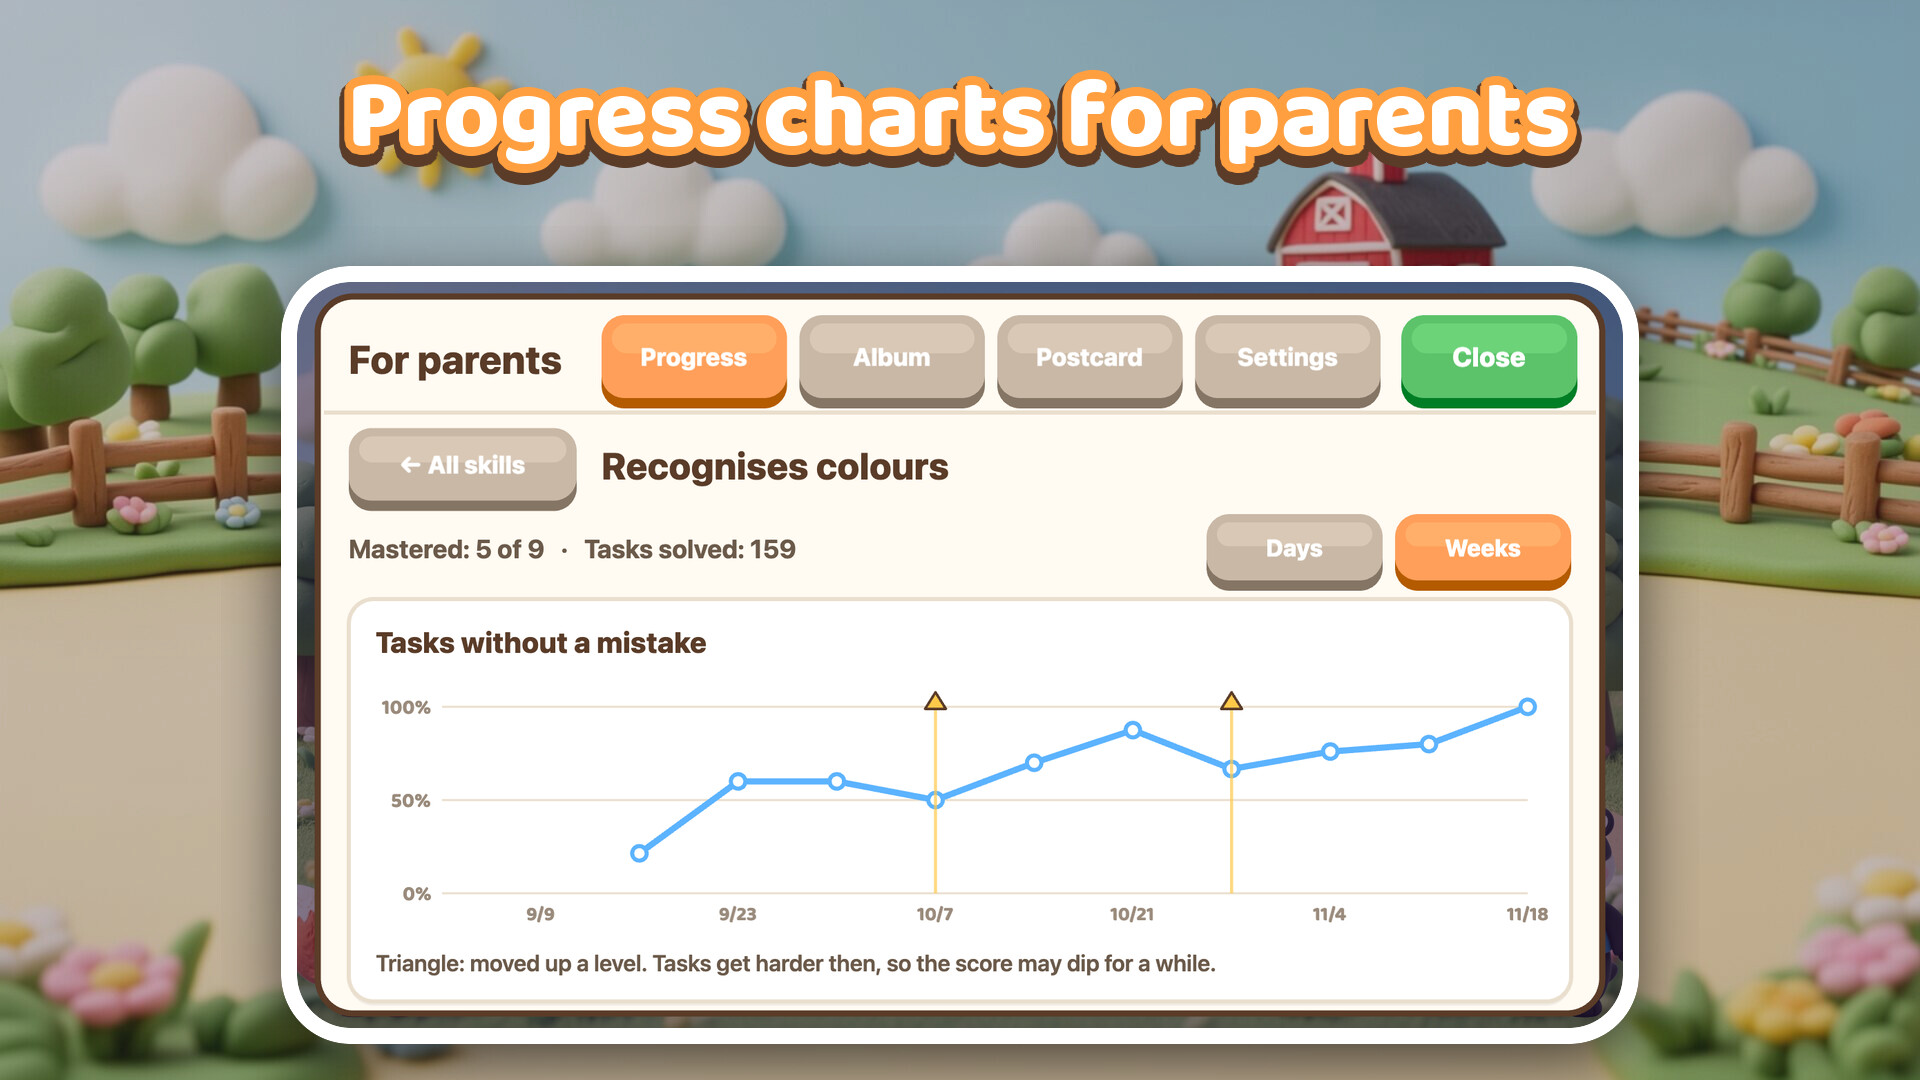 Progress charts for parents
For parents
Progress
Album
Postcard
Settings
Close
← All skills
Recognises colours
Mastered: 5 of 9 · Tasks solved: 159
Days
Weeks
Tasks without a mistake
100%
50%
0%
9/9
9/23
10/7
10/21
11/4
11/18
Triangle: moved up a level. Tasks get harder then, so the score may dip for a while.